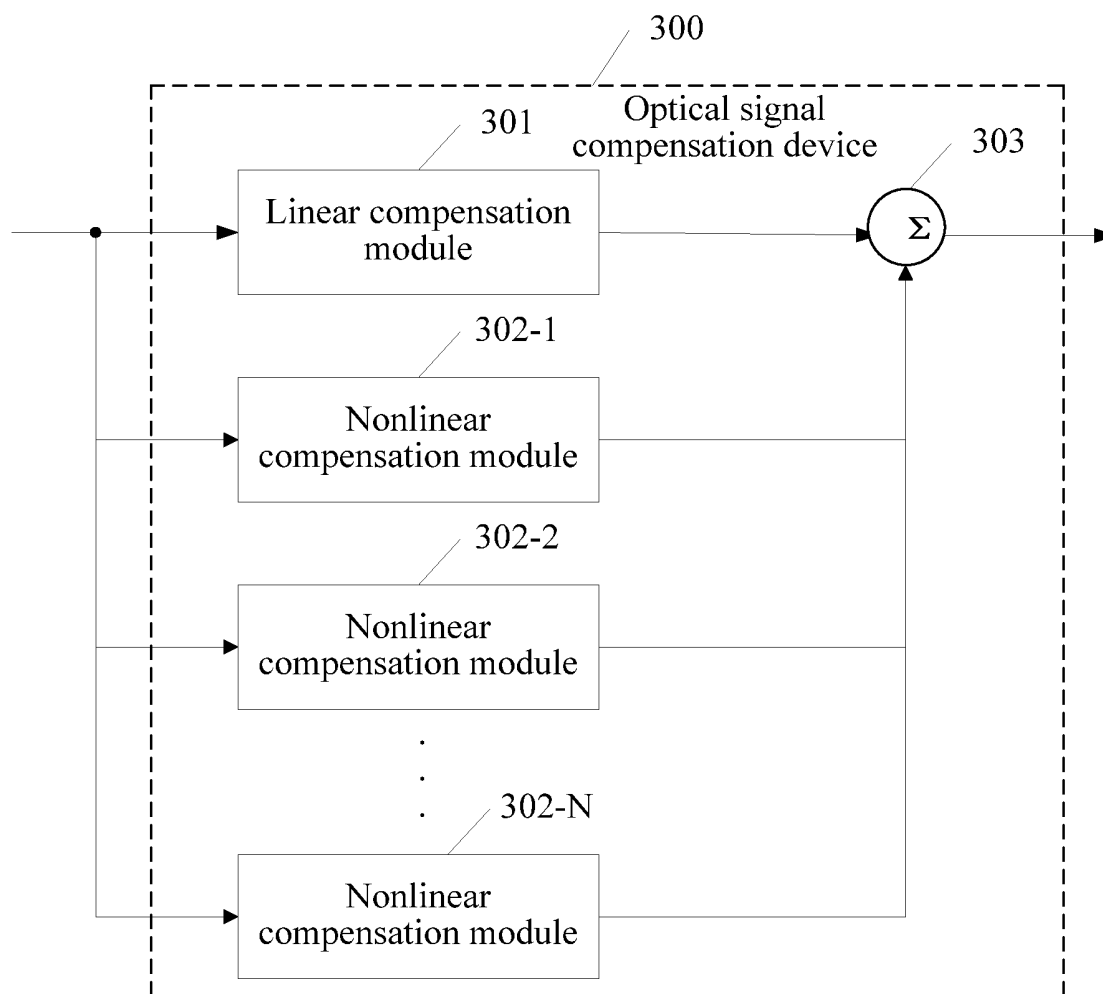 300
Optical signal
compensation device
301
303
Linear compensation
module
Σ
302-1
Nonlinear
compensation module
302-2
Nonlinear
compensation module
302-N
Nonlinear
compensation module